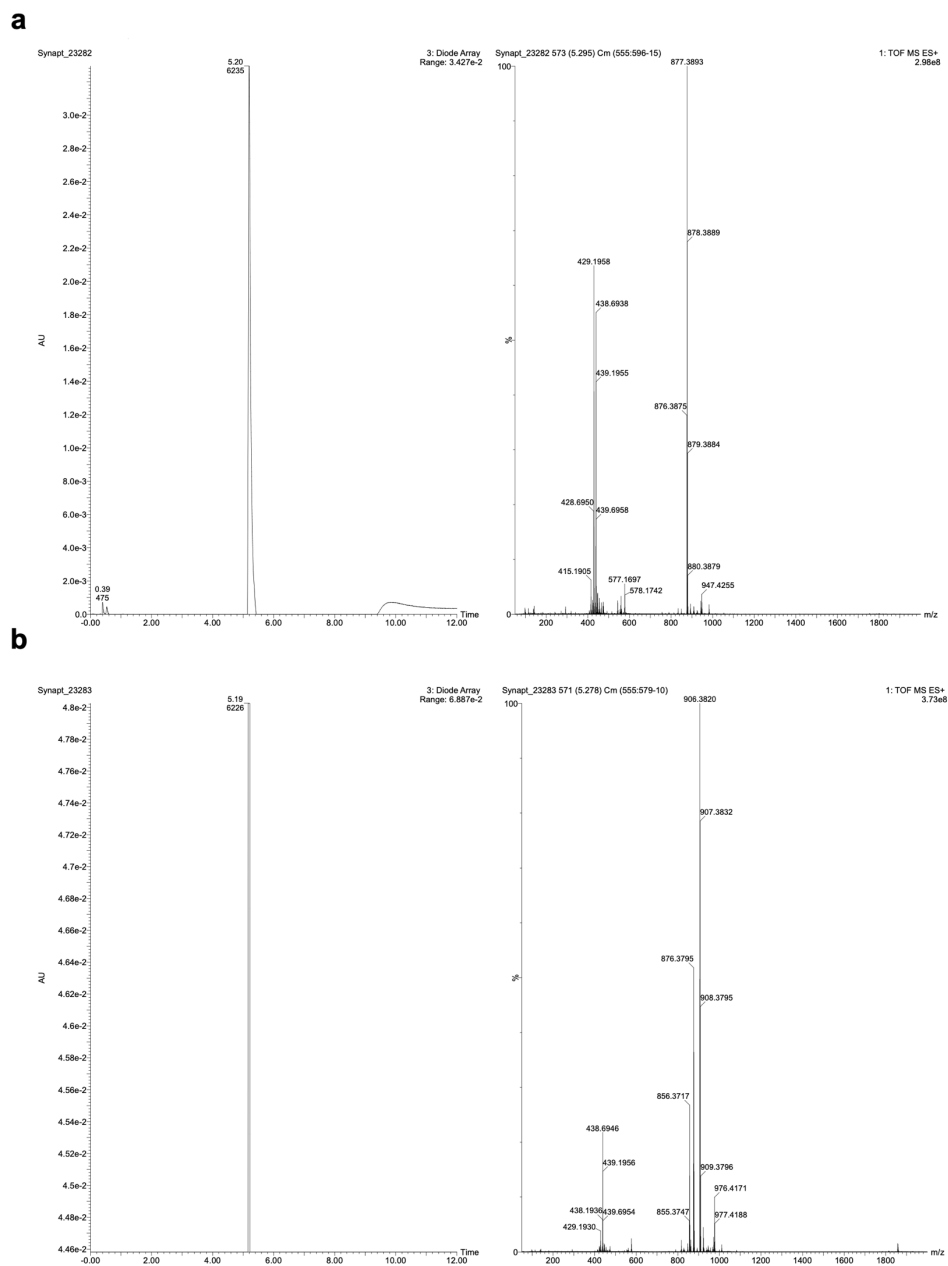 a
Synapt_23282
3: Diode Array
Range: 3.427e-2
5.20
6235
3.0e-2
2.8e-2
2.6e-2
2.4e-2
2.2e-2
2.0e-2
1.8e-2
1.6e-2
1.4e-2
1.2e-2
1.0e-2
8.0e-3
6.0e-3
4.0e-3
2.0e-3
0.0
AU
0.39
475
-0.00
2.00
4.00
6.00
8.00
10.00
12.00
Time
Synapt_23282 573 (5.295) Cm (555:596-15)
1: TOF MS ES+
2.98e8
100
%
0
877.3893
878.3889
429.1958
438.6938
439.1955
876.3875
879.3884
428.6950
439.6958
415.1905
577.1697
578.1742
880.3879
947.4255
200
400
600
800
1000
1200
1400
1600
1800
m/z
b
Synapt_23283
3: Diode Array
Range: 6.887e-2
5.19
6226
4.8e-2
4.78e-2
4.76e-2
4.74e-2
4.72e-2
4.7e-2
4.68e-2
4.66e-2
4.64e-2
4.62e-2
4.6e-2
4.58e-2
4.56e-2
4.54e-2
4.52e-2
4.5e-2
4.48e-2
4.46e-2
AU
-0.00
2.00
4.00
6.00
8.00
10.00
12.00
Time
Synapt_23283 571 (5.278) Cm (555:579-10)
1: TOF MS ES+
3.73e8
100
%
0
906.3820
907.3832
876.3795
908.3795
856.3717
438.6946
439.1956
909.3796
976.4171
438.1936
439.6954
855.3747
977.4188
429.1930
200
400
600
800
1000
1200
1400
1600
1800
m/z